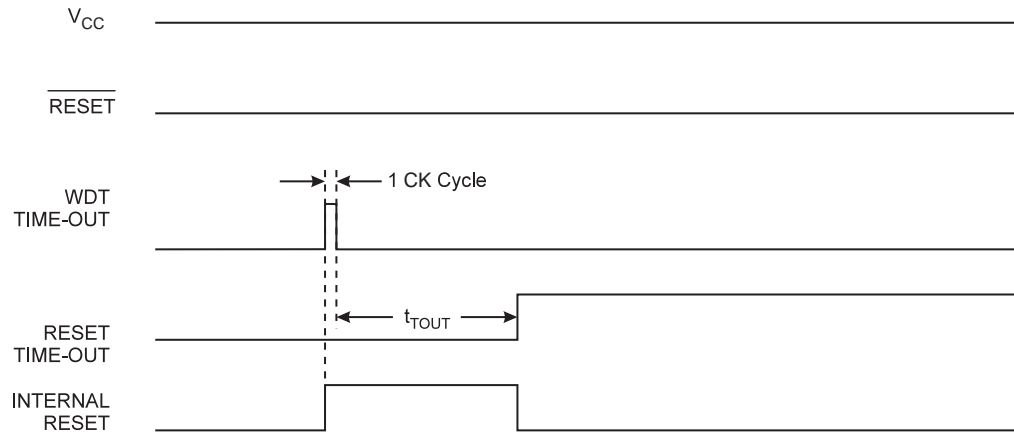 VCC
RESET
1 CK Cycle
WDT
TIME-OUT
tTOUT
RESET
TIME-OUT
INTERNAL
RESET